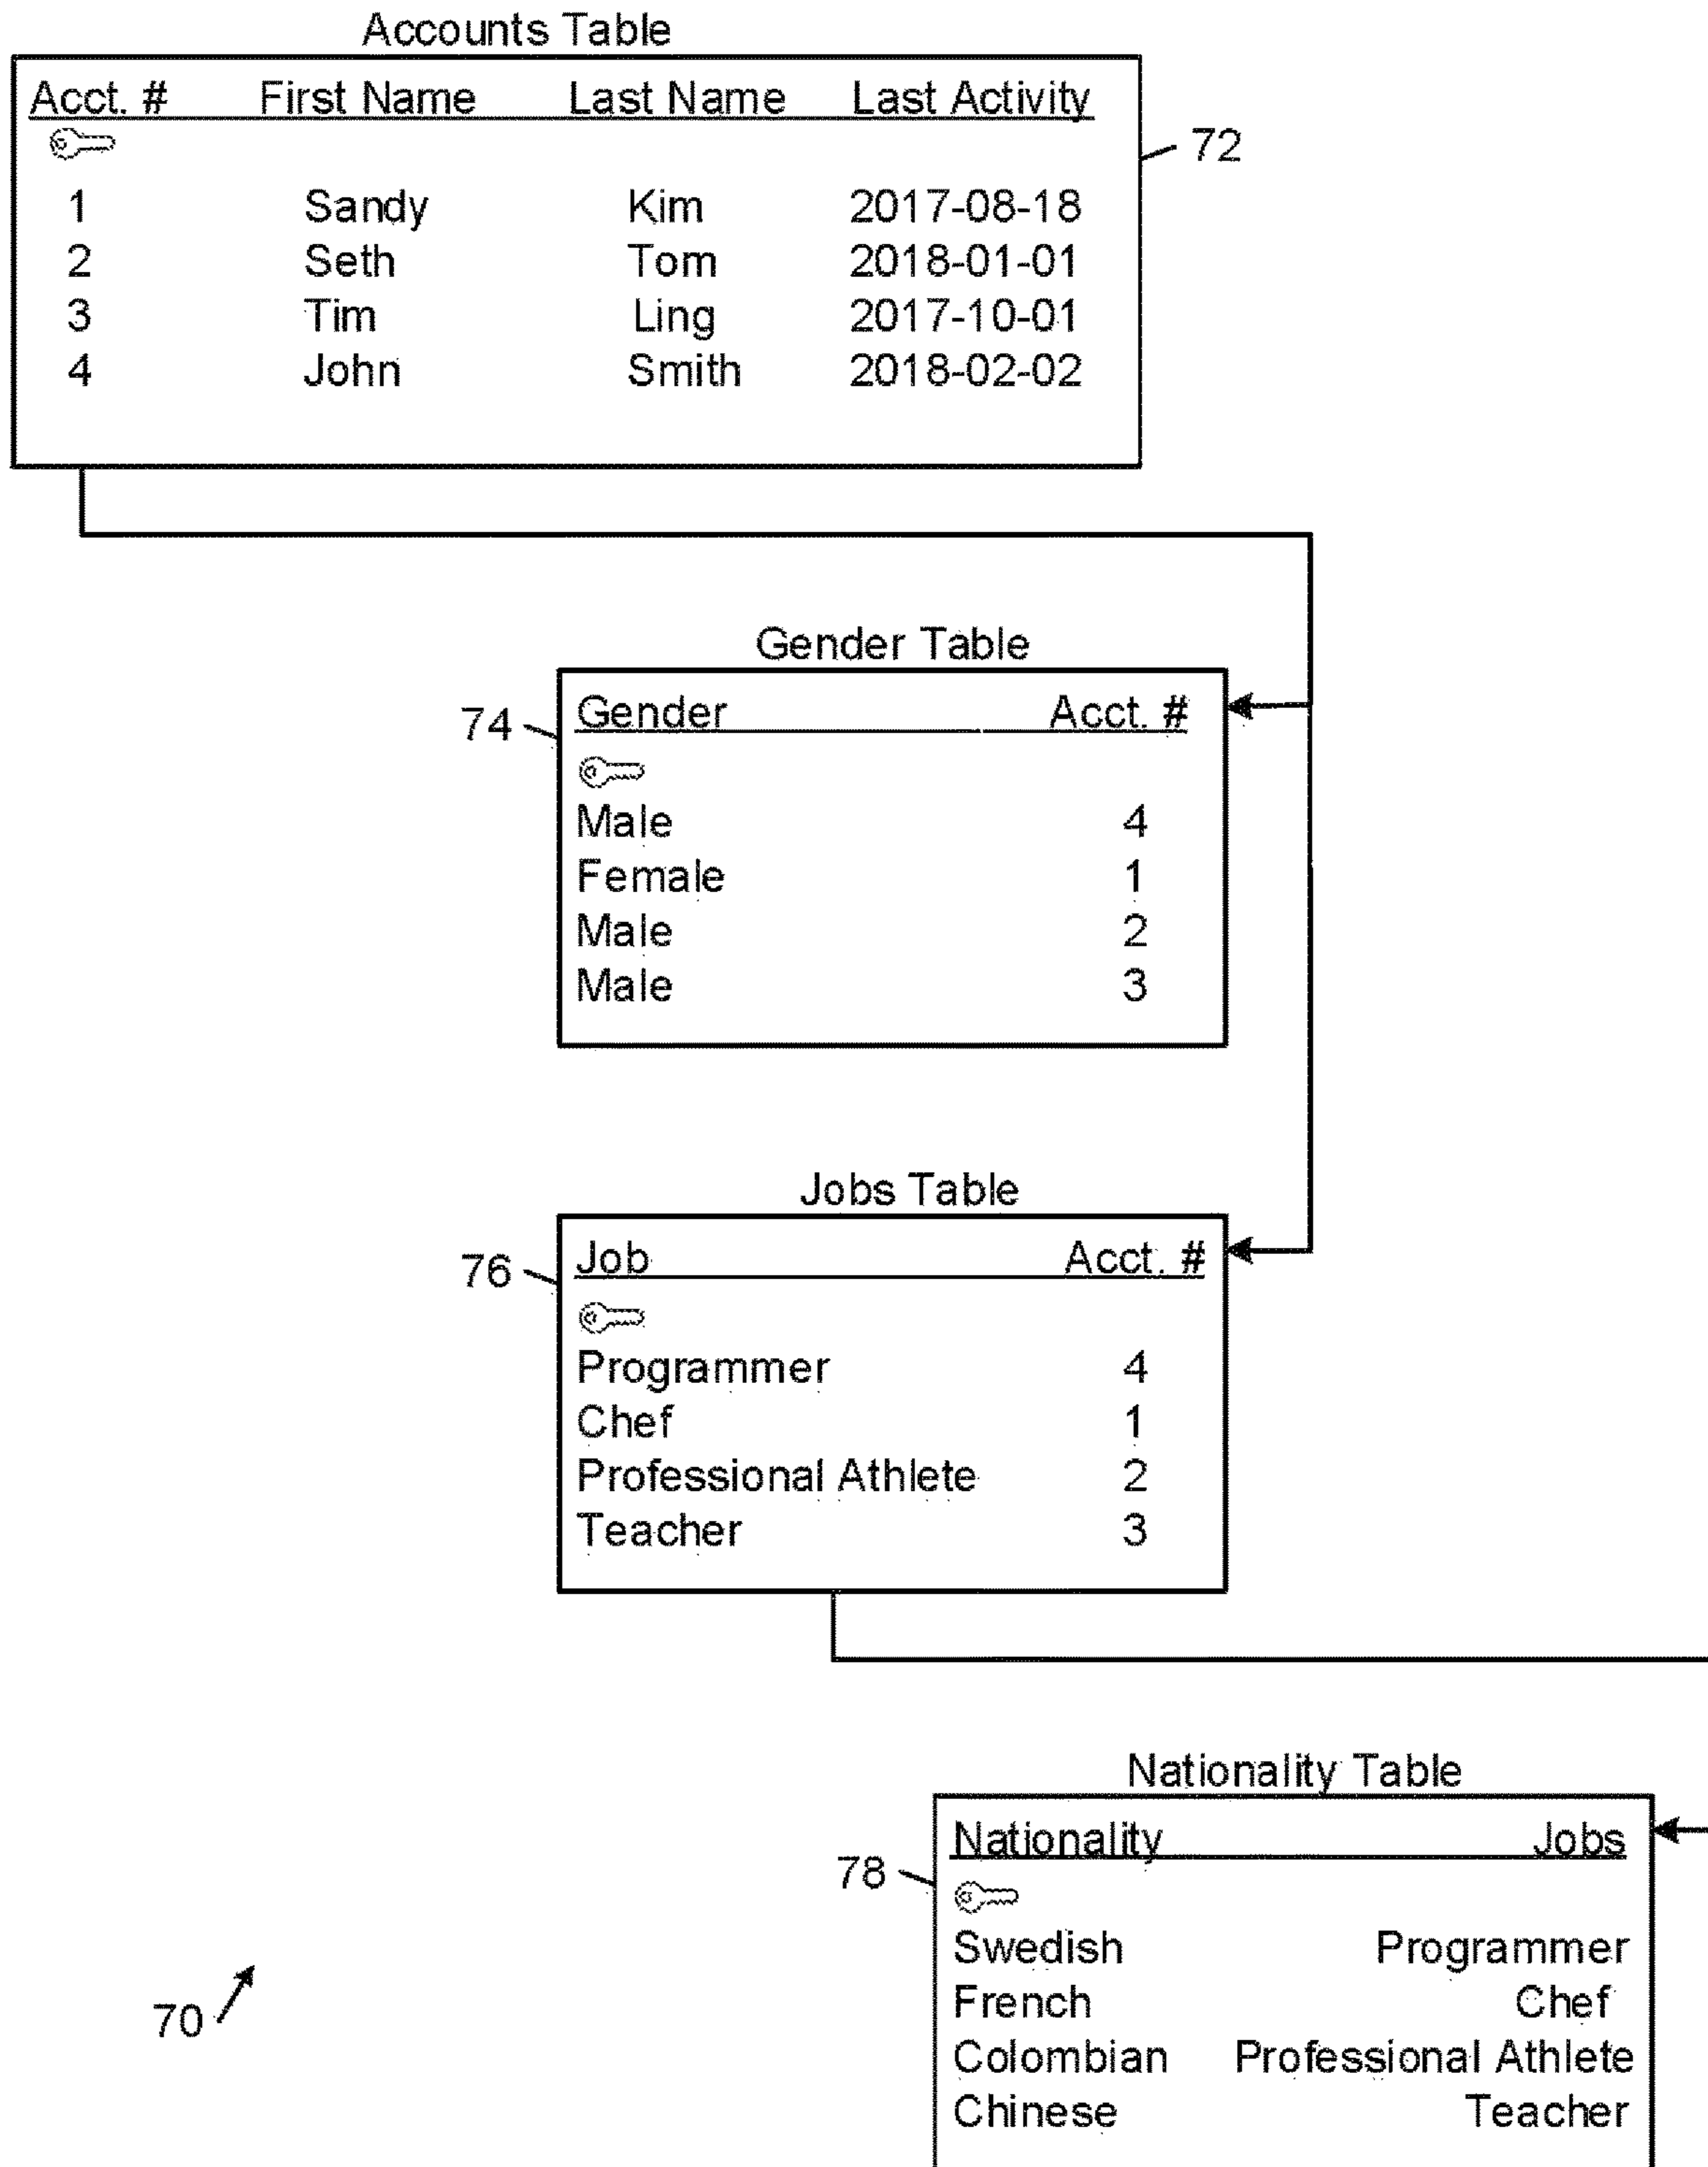 Accounts Table
Acct. # First Name Last Name Last Activity
72
1 Sandy Kim 2017-08-18
2 Seth Tom 2018-01-01
3 Tim Ling 2017-10-01
4 John Smith 2018-02-02
Gender Table
74 Gender Acct. #
Male 4
Female 1
Male 2
Male 3
Jobs Table
76 Job Acct. #
Programmer 4
Chef 1
Professional Athlete 2
Teacher 3
Nationality Table
Nationality Jobs
78
Swedish Programmer
French Chef
70
Colombian Professional Athlete
Chinese Teacher